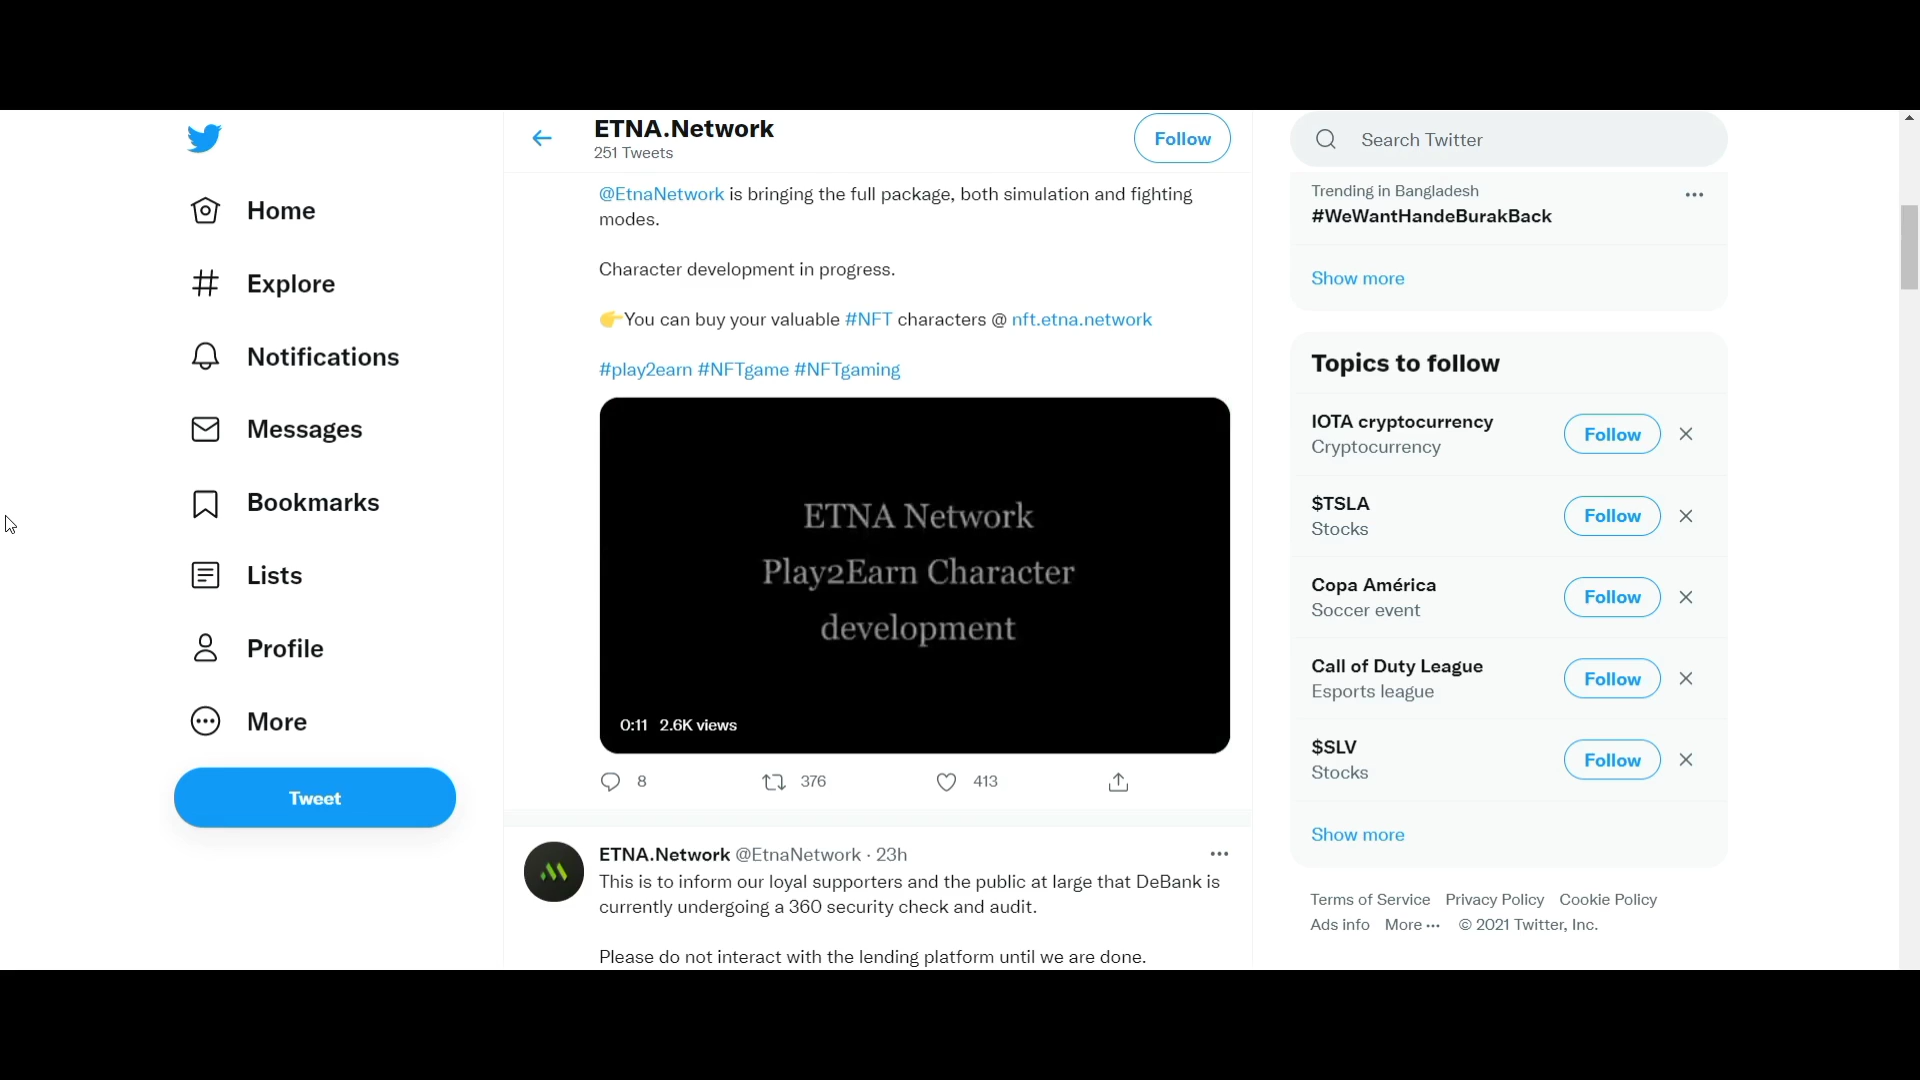 Home
Explore
Notifications
Messages
Bookmarks
Lists
Profile
More
Tweet
ETNA.Network
251 Tweets
Follow
@EtnaNetwork is bringing the full package, both simulation and fighting
modes.
Character development in progress.
👉You can buy your valuable #NFT characters @ nft.etna.network
#play2earn #NFTgame #NFTgaming
ETNA Network
Play2Earn Character
development
0:11 2.6K views
8 376 413
ETNA.Network @EtnaNetwork · 23h
This is to inform our loyal supporters and the public at large that DeBank is
currently undergoing a 360 security check and audit.
Please do not interact with the lending platform until we are done.
Search Twitter
Trending in Bangladesh
#WeWantHandeBurakBack
Show more
Topics to follow
IOTA cryptocurrency
Cryptocurrency
Follow
$TSLA
Stocks
Follow
Copa América
Soccer event
Follow
Call of Duty League
Esports league
Follow
$SLV
Stocks
Follow
Show more
Terms of Service Privacy Policy Cookie Policy
Ads info More ··· © 2021 Twitter, Inc.